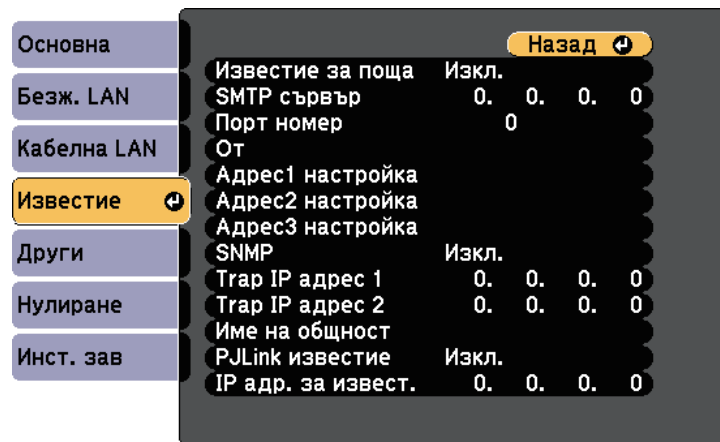 Основна
Безж. LAN
Кабелна LAN
Известие
Други
Нулиране
Инст. зав
Назад
Известие за поща Изкл.
SMTP сървър 0. 0. 0. 0
Порт номер 0
От
Адрес1 настройка
Адрес2 настройка
Адрес3 настройка
SNMP Изкл.
Trap IP адрес 1 0. 0. 0. 0
Trap IP адрес 2 0. 0. 0. 0
Име на общност
PJLink известие Изкл.
IP адр. за извест. 0. 0. 0. 0